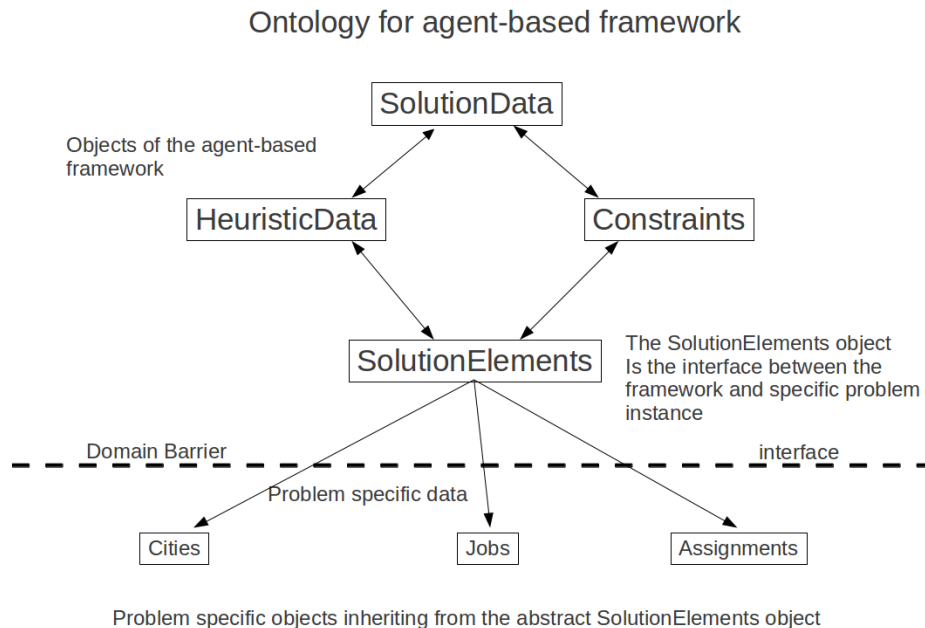 Ontology for agent-based framework
SolutionData
Objects of the agent-based
framework
HeuristicData
Constraints
SolutionElements
The SolutionElements object
Is the interface between the
framework and specific problem
instance
Domain Barrier
interface
Problem specific data
Cities
Jobs
Assignments
Problem specific objects inheriting from the abstract SolutionElements object